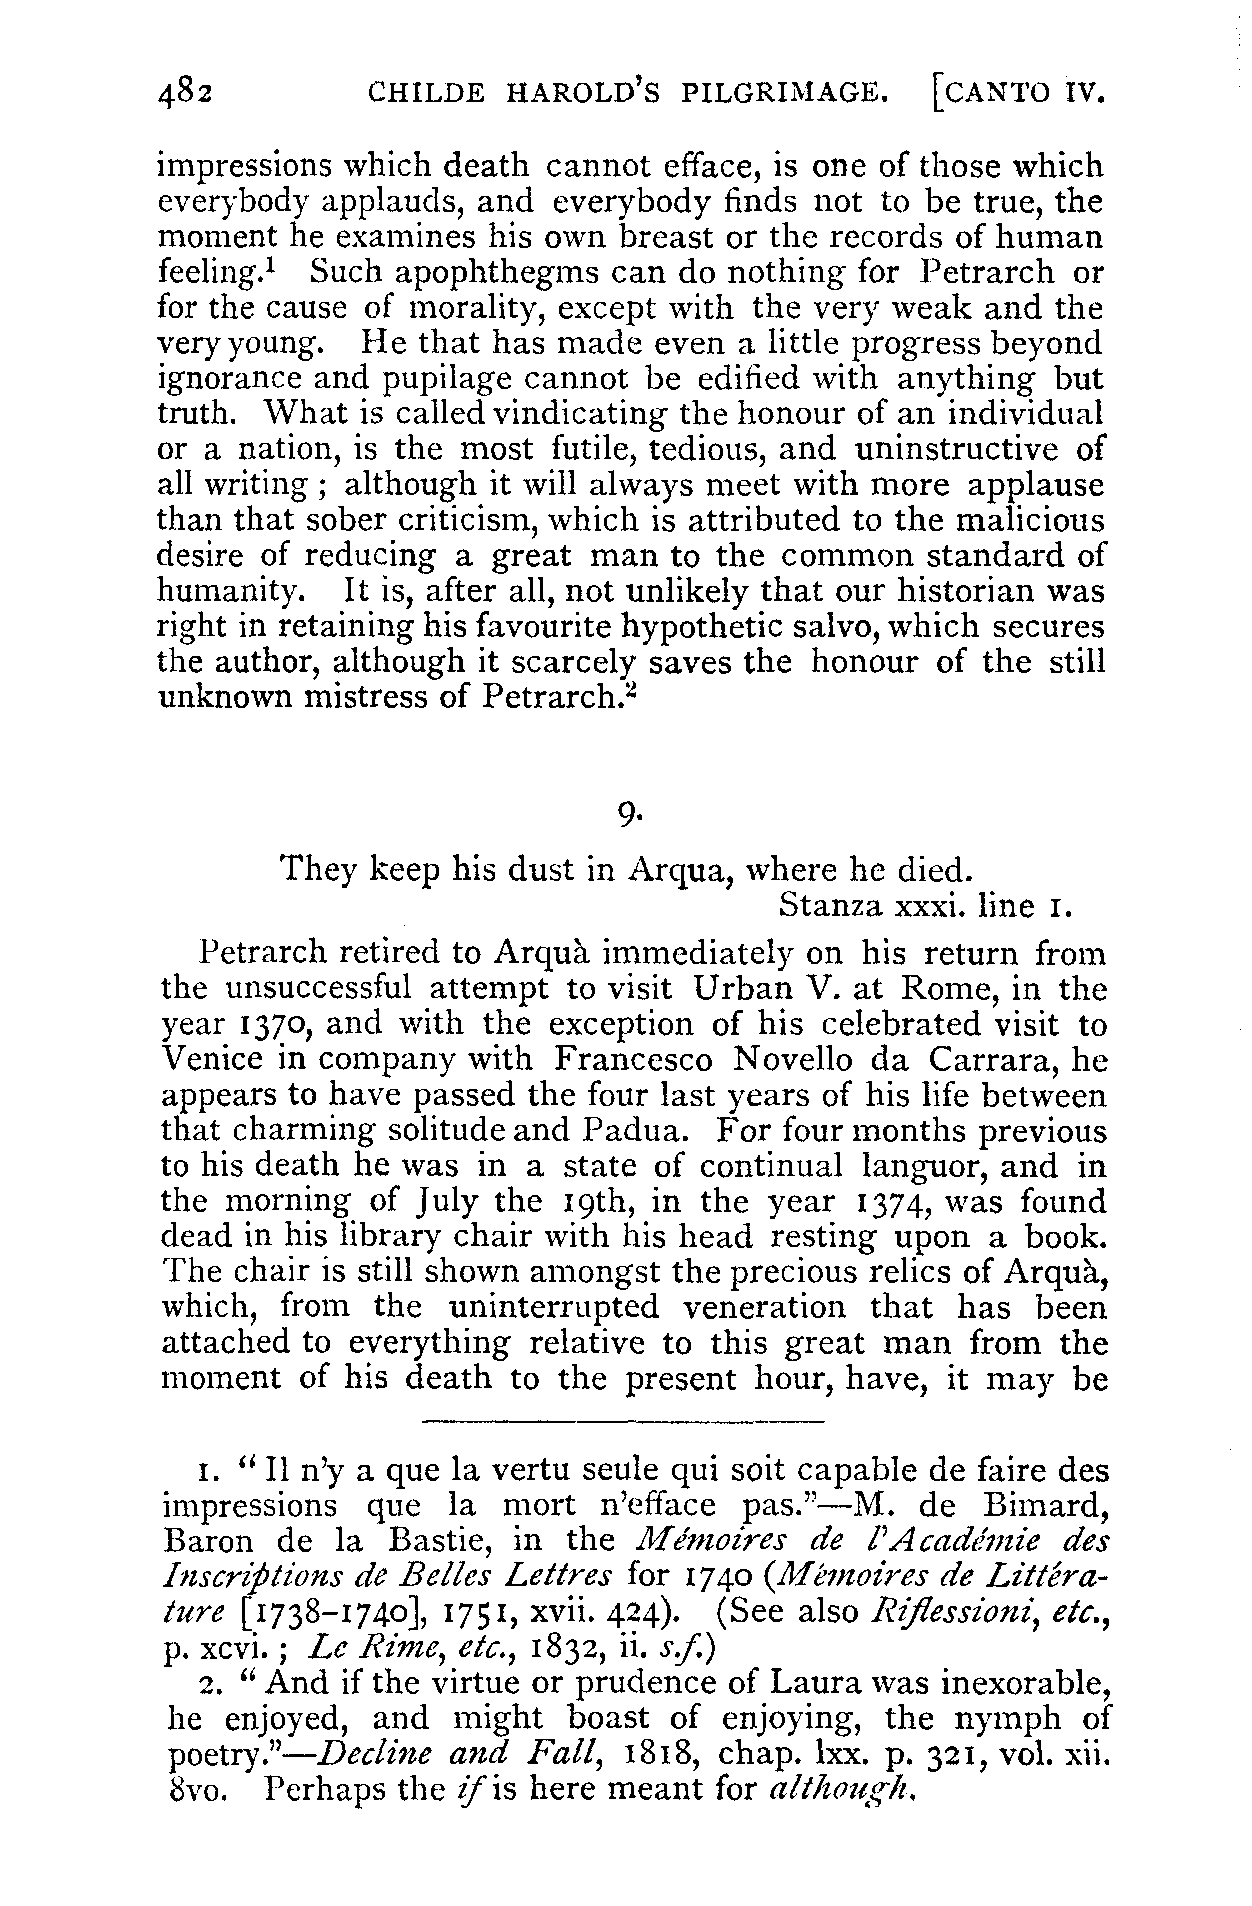 482 CHILDE HAROLD'S PILGRIMAGE. [CANTO IV.
impressions which death cannot efface, is one of those which
everybody applauds, and everybody finds not to be true, the
moment he examines his own breast or the records of human
feeling.¹ Such apophthegms can do nothing for Petrarch or
for the cause of morality, except with the very weak and the
very young. He that has made even a little progress beyond
ignorance and pupilage cannot be edified with anything but
truth. What is called vindicating the honour of an individual
or a nation, is the most futile, tedious, and uninstructive of
all writing ; although it will always meet with more applause
than that sober criticism, which is attributed to the malicious
desire of reducing a great man to the common standard of
humanity. It is, after all, not unlikely that our historian was
right in retaining his favourite hypothetic salvo, which secures
the author, although it scarcely saves the honour of the still
unknown mistress of Petrarch.²
9.
They keep his dust in Arqua, where he died.
Stanza xxxi. line 1.
Petrarch retired to Arquà immediately on his return from
the unsuccessful attempt to visit Urban V. at Rome, in the
year 1370, and with the exception of his celebrated visit to
Venice in company with Francesco Novello da Carrara, he
appears to have passed the four last years of his life between
that charming solitude and Padua. For four months previous
to his death he was in a state of continual languor, and in
the morning of July the 19th, in the year 1374, was found
dead in his library chair with his head resting upon a book.
The chair is still shown amongst the precious relics of Arquà,
which, from the uninterrupted veneration that has been
attached to everything relative to this great man from the
moment of his death to the present hour, have, it may be
1. " Il n'y a que la vertu seule qui soit capable de faire des
impressions que la mort n'efface pas."—M. de Bimard,
Baron de la Bastie, in the Mémoires de l'Académie des
Inscriptions de Belles Lettres for 1740 (Mémoires de Littéra-
ture [1738-1740], 1751, xvii. 424). (See also Riflessioni, etc.,
p. xcvi. ; Le Rime, etc., 1832, ii. s.f.)
2. " And if the virtue or prudence of Laura was inexorable,
he enjoyed, and might boast of enjoying, the nymph of
poetry."—Decline and Fall, 1818, chap. lxx. p. 321, vol. xii.
8vo. Perhaps the if is here meant for although.